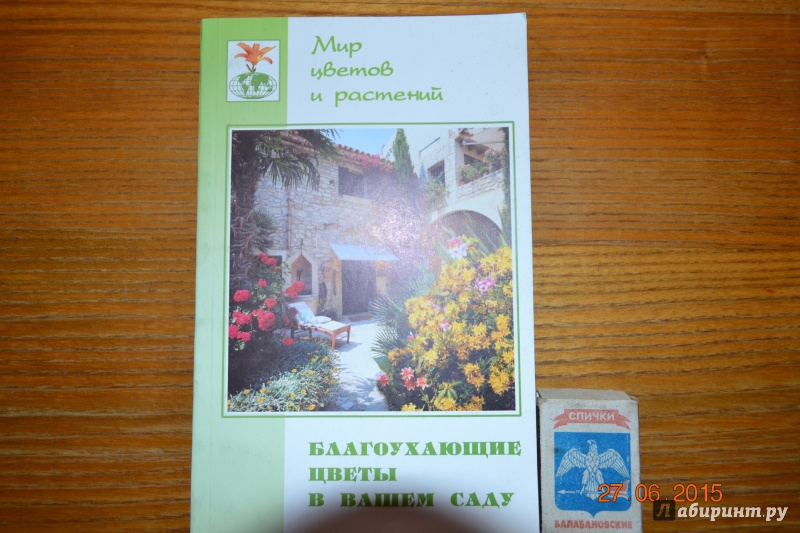 Мир
цветов
и растений
БЛАГОУХАЮЩИЕ
ЦВЕТЫ
В ВАШЕМ САДУ
СПИЧКИ
БАЛАБАНОВСКИЕ
27 06 2015
Лабиринт.ру